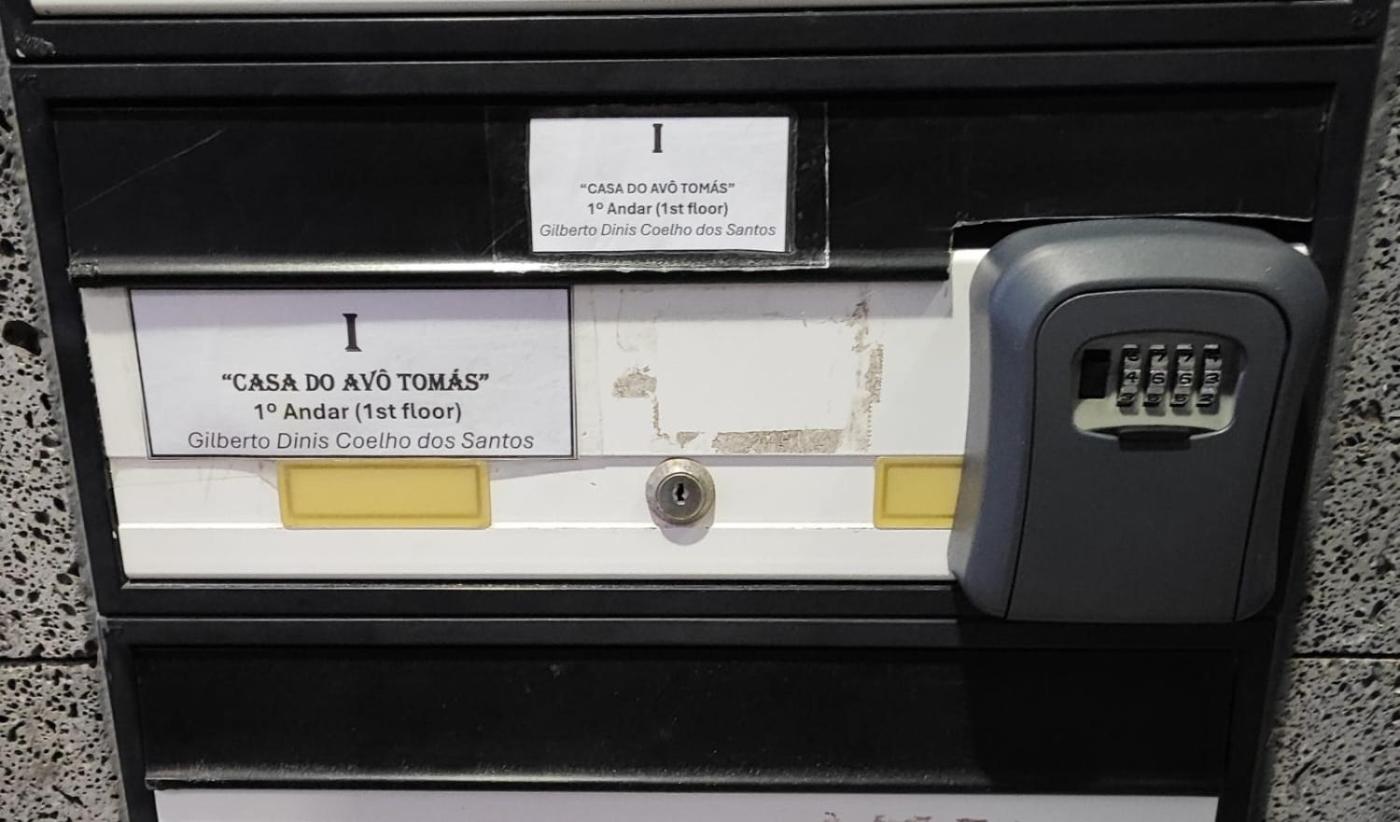 I
“CASA DO AVÔ TOMÁS”
1º Andar (1st floor)
Gilberto Dinis Coelho dos Santos
I
“CASA DO AVÔ TOMÁS”
1º Andar (1st floor)
Gilberto Dinis Coelho dos Santos